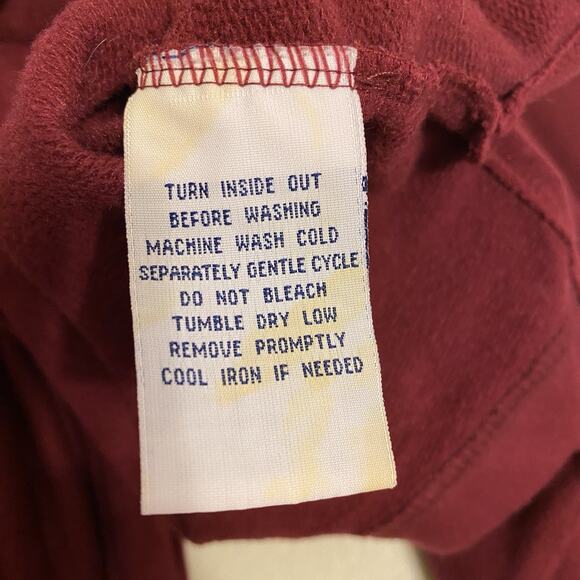 TURN INSIDE OUT
BEFORE WASHING
MACHINE WASH COLD
SEPARATELY GENTLE CYCLE
DO NOT BLEACH
TUMBLE DRY LOW
REMOVE PROMPTLY
COOL IRON IF NEEDED